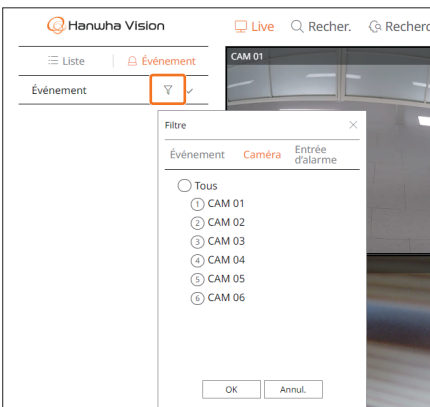 Hanwha Vision
Live Recher. Recherc
Liste Événement
CAM 01
Événement
Filtre
Événement Caméra Entrée d'alarme
Tous
1 CAM 01
2 CAM 02
3 CAM 03
4 CAM 04
5 CAM 05
6 CAM 06
OK Annul.